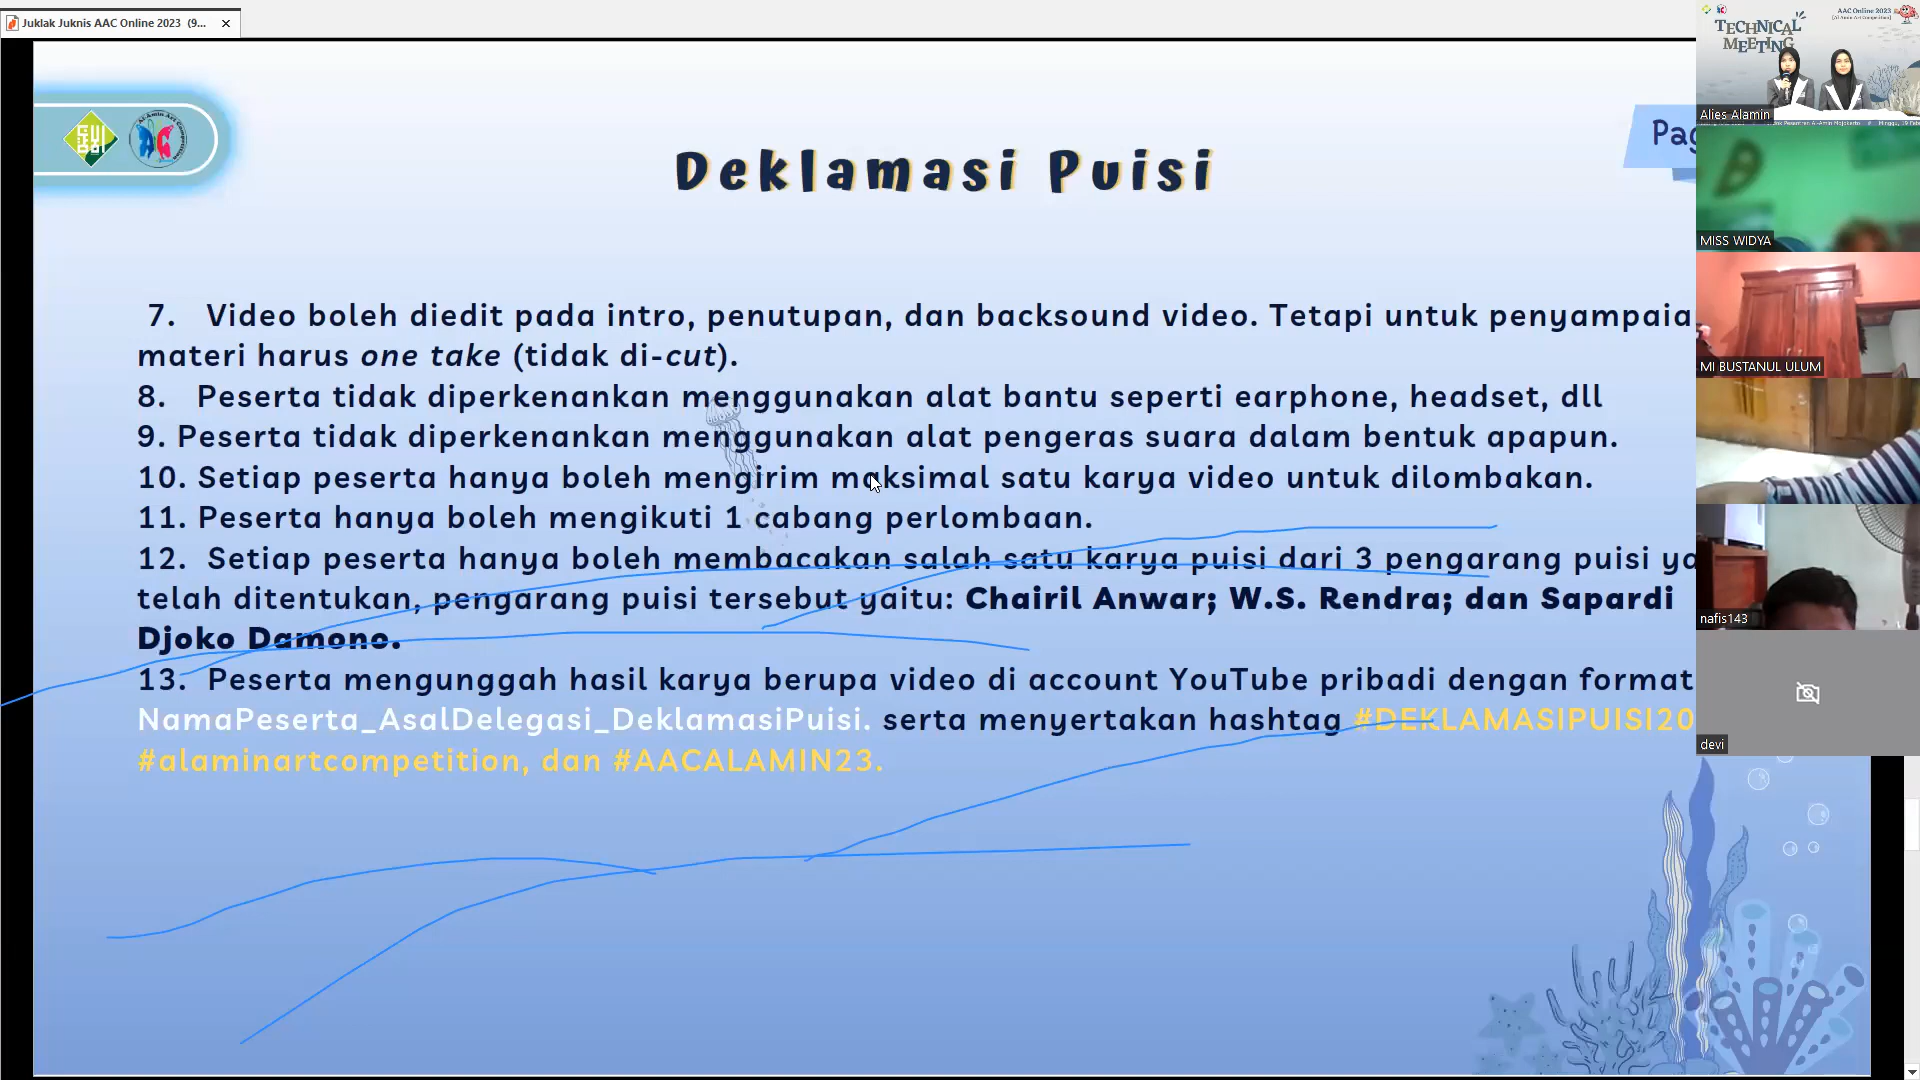 Juklak Juknis AAC Online 2023 (9...
Deklamasi Puisi
7. Video boleh diedit pada intro, penutupan, dan backsound video. Tetapi untuk penyampaia
materi harus one take (tidak di-cut).
8. Peserta tidak diperkenankan menggunakan alat bantu seperti earphone, headset, dll
9. Peserta tidak diperkenankan menggunakan alat pengeras suara dalam bentuk apapun.
10. Setiap peserta hanya boleh mengirim maksimal satu karya video untuk dilombakan.
11. Peserta hanya boleh mengikuti 1 cabang perlombaan.
12. Setiap peserta hanya boleh membacakan salah satu karya puisi dari 3 pengarang puisi ya
telah ditentukan, pengarang puisi tersebut yaitu: Chairil Anwar; W.S. Rendra; dan Sapardi
Djoko Damono.
13. Peserta mengunggah hasil karya berupa video di account YouTube pribadi dengan format
NamaPeserta_AsalDelegasi_DeklamasiPuisi. serta menyertakan hashtag #DEKLAMASIPUISI20
#alaminartcompetition, dan #AACALAMIN23.
Pag
AAC Online 2023
TECHNICAL
MEETING
Alies Alamin
MISS WIDYA
MI BUSTANUL ULUM
nafis143
devi